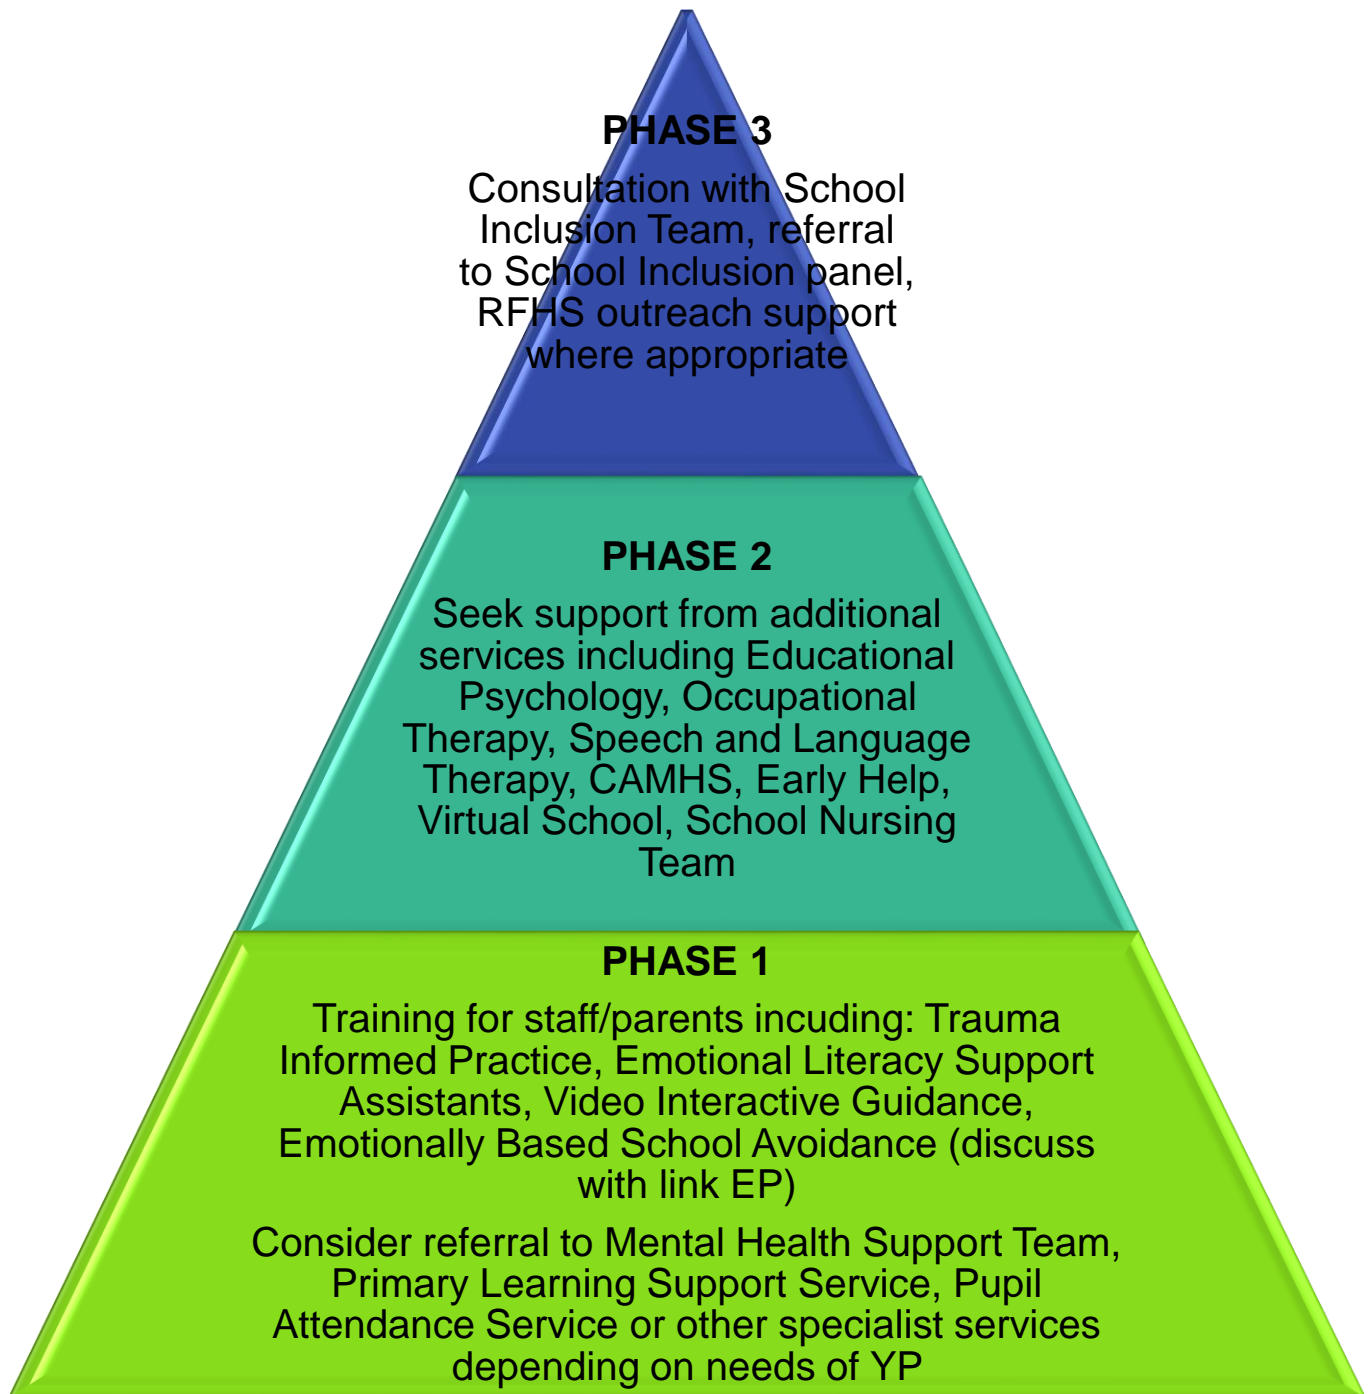 PHASE 3
Consultation with School
Inclusion Team, referral
to School Inclusion panel,
RFHS outreach support
where appropriate
PHASE 2
Seek support from additional
services including Educational
Psychology, Occupational
Therapy, Speech and Language
Therapy, CAMHS, Early Help,
Virtual School, School Nursing
Team
PHASE 1
Training for staff/parents incuding: Trauma
Informed Practice, Emotional Literacy Support
Assistants, Video Interactive Guidance,
Emotionally Based School Avoidance (discuss
with link EP)
Consider referral to Mental Health Support Team,
Primary Learning Support Service, Pupil
Attendance Service or other specialist services
depending on needs of YP